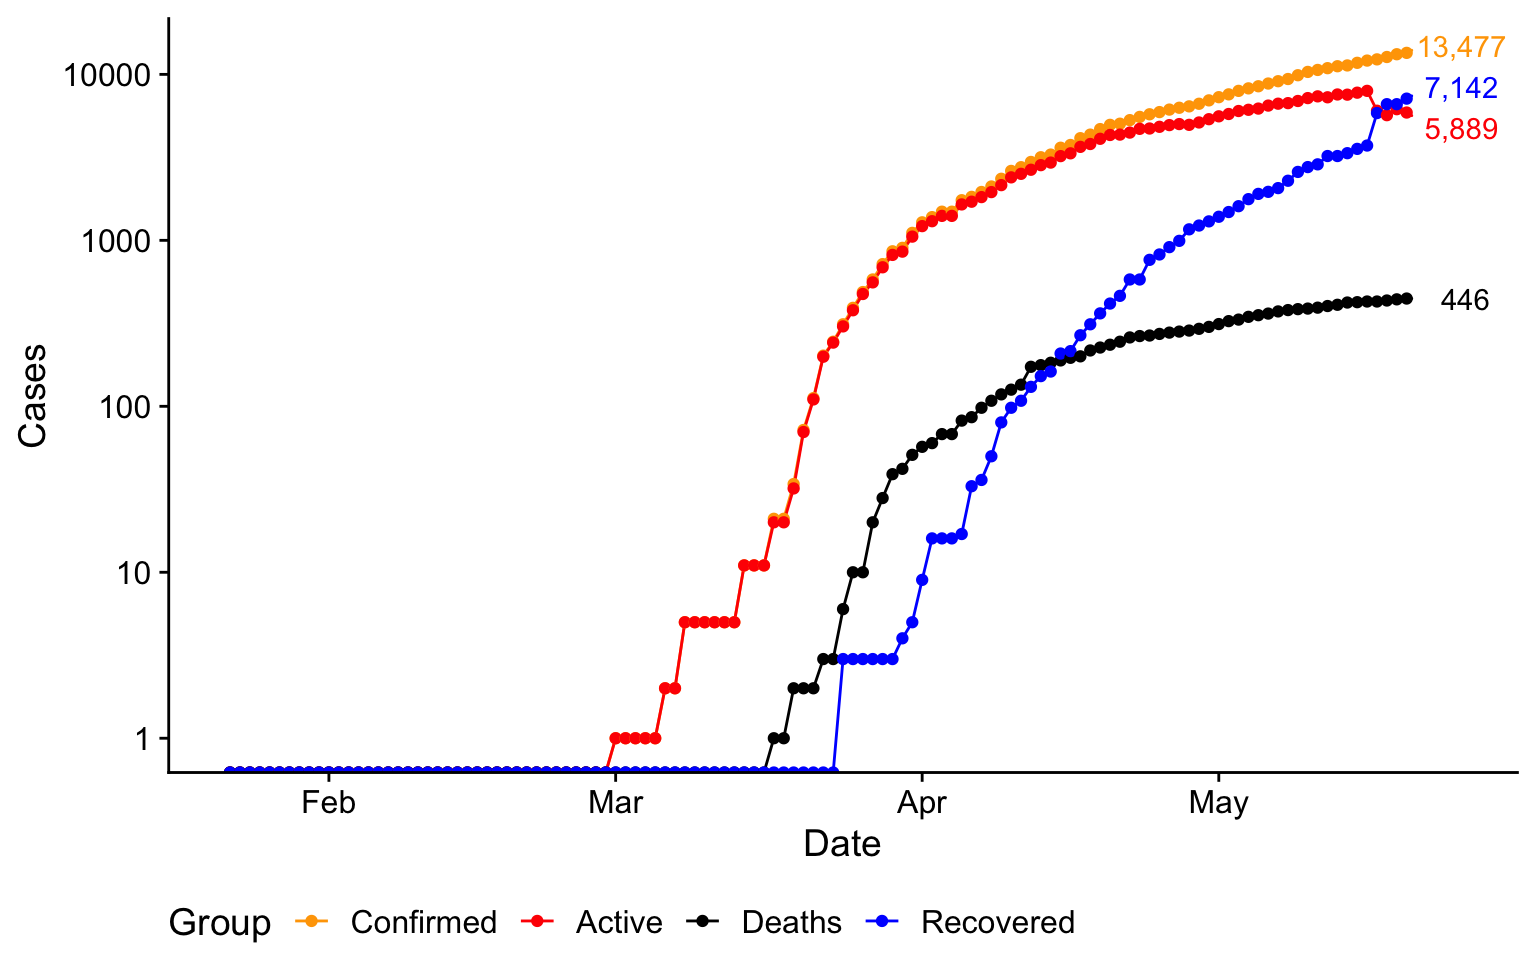 13,477
10000
7,142
5,889
1000
446
100
10
1
Cases
Feb Mar Apr May
Date
Group Confirmed Active Deaths Recovered